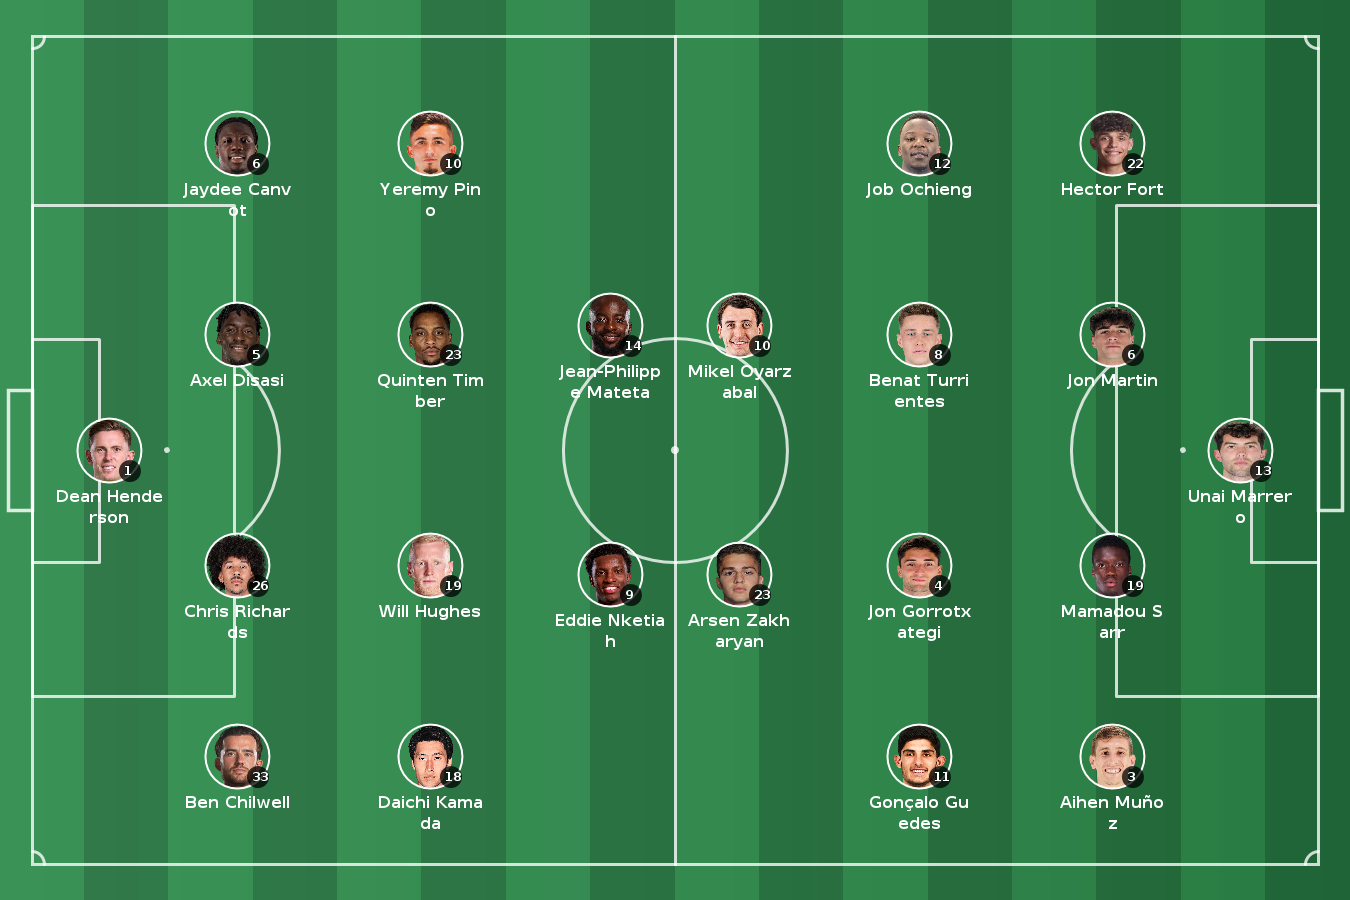 6
Jaydee Canv
ot
10
Yeremy Pin
o
12
Job Ochieng
22
Hector Fort
5
Axel Disasi
23
Quinten Tim
ber
14
Jean-Philipp
e Mateta
10
Mikel Oyarz
abal
8
Benat Turri
entes
6
Jon Martin
1
Dean Hende
rson
13
Unai Marrer
o
26
Chris Richar
ds
19
Will Hughes
9
Eddie Nketia
h
23
Arsen Zakh
aryan
4
Jon Gorrotx
ategi
19
Mamadou S
arr
33
Ben Chilwell
18
Daichi Kama
da
11
Gonçalo Gu
edes
3
Aihen Muño
z